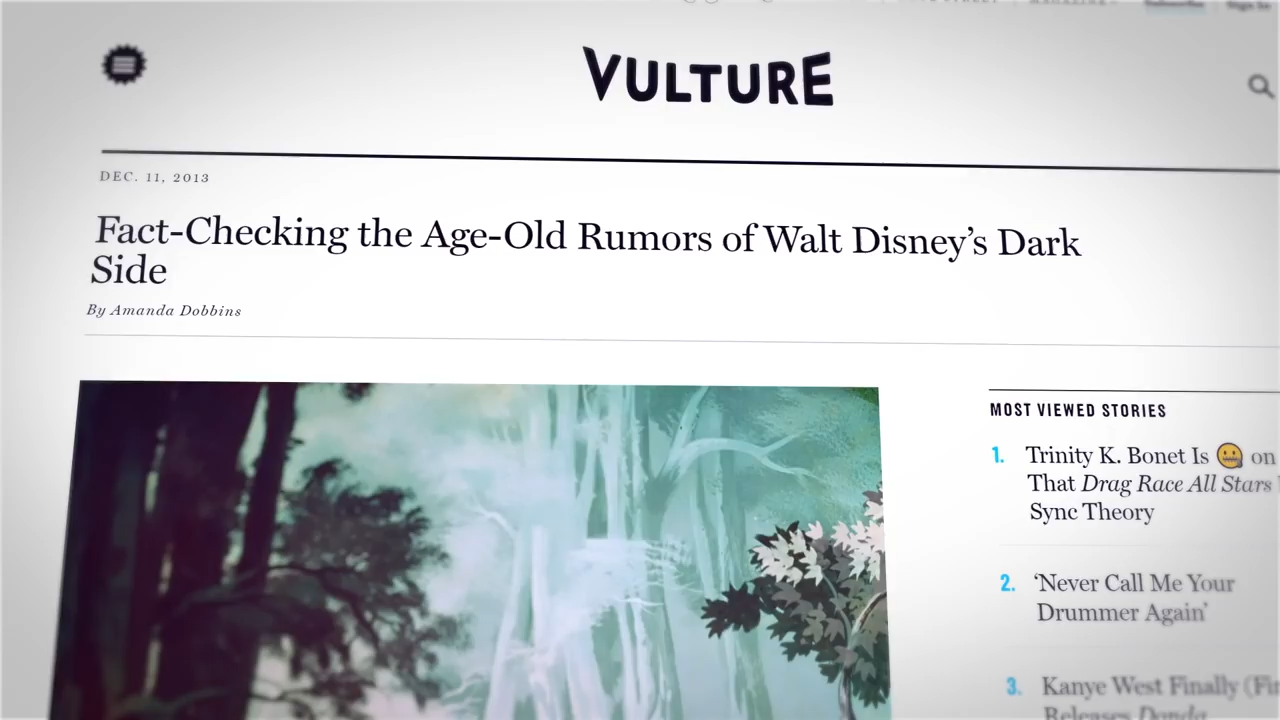 VULTURE
DEC. 11, 2013
Fact-Checking the Age-Old Rumors of Walt Disney's Dark
Side
By Amanda Dobbins
MOST VIEWED STORIES
1. Trinity K. Bonet Is 🤐 on
That Drag Race All Stars
Sync Theory
2. ‘Never Call Me Your
Drummer Again’
3. Kanye West Finally
Releases Donda